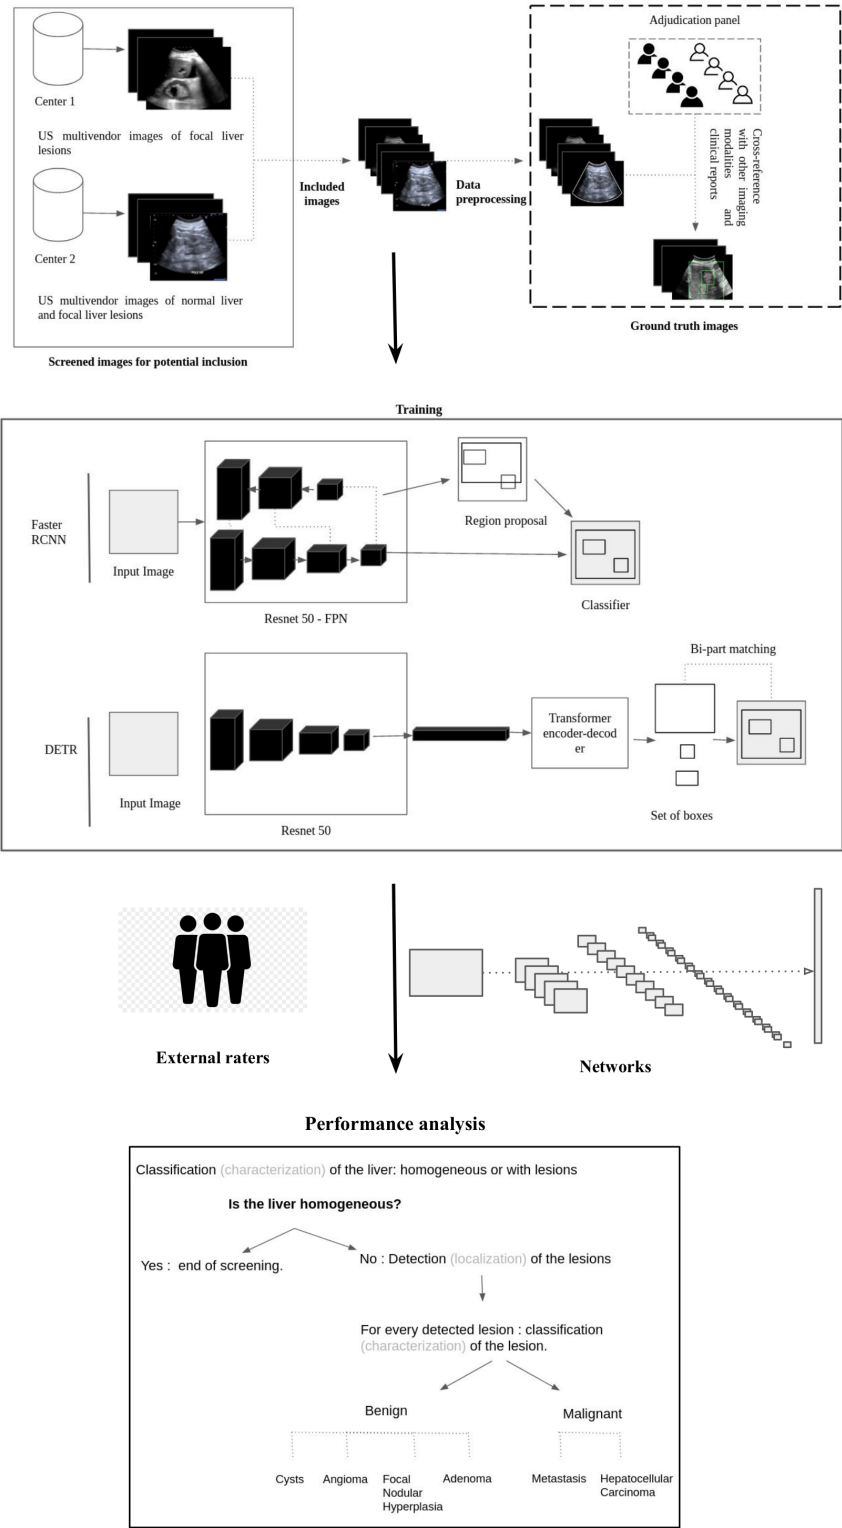 Center 1
US multivendor images of focal liver
lesions
Center 2
US multivendor images of normal liver
and focal liver lesions
Screened images for potential inclusion
Included
images
Data
preprocessing
Adjudication panel
Cross-reference
with other imaging
modalities and
clinical reports
Ground truth images
Training
Faster
RCNN
Input Image
Resnet 50 - FPN
Region proposal
Classifier
DETR
Input Image
Resnet 50
Transformer
encoder-decod
er
Bi-part matching
Set of boxes
External raters
Networks
Performance analysis
Classification (characterization) of the liver: homogeneous or with lesions
Is the liver homogeneous?
Yes : end of screening.
No : Detection (localization) of the lesions
For every detected lesion : classification
(characterization) of the lesion.
Benign
Malignant
Cysts
Angioma
Focal
Nodular
Hyperplasia
Adenoma
Metastasis
Hepatocellular
Carcinoma